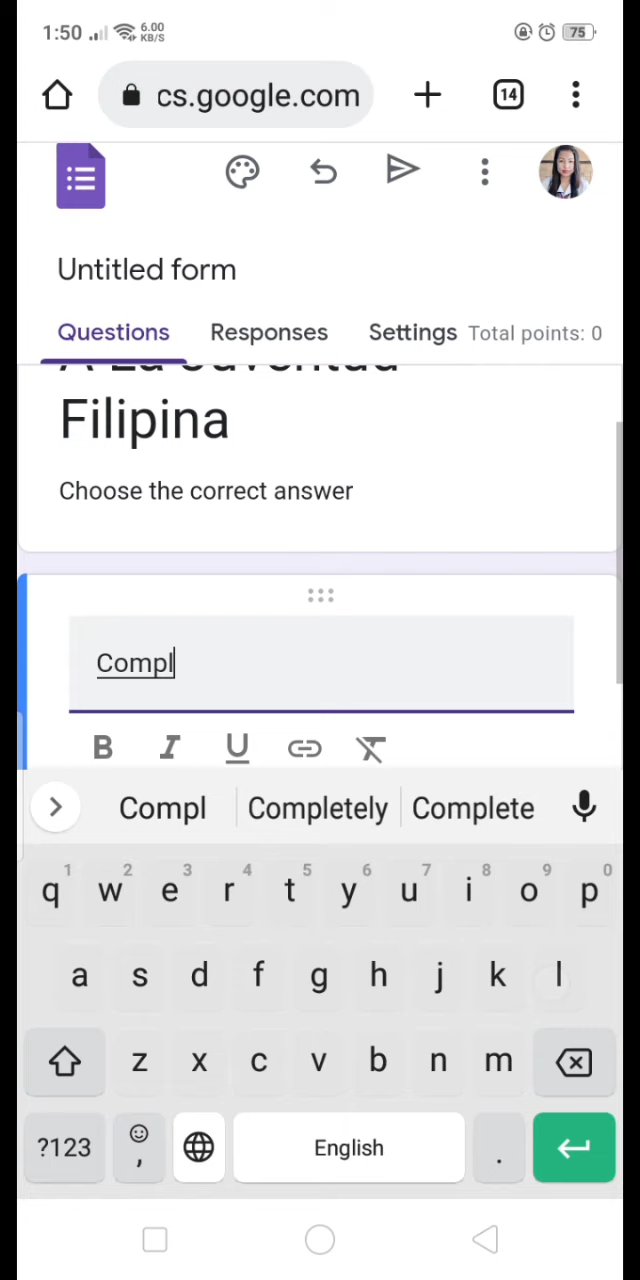 1:50 6.00 KB/S 75
cs.google.com 14
Untitled form
Questions Responses Settings Total points: 0
A La Juventud
Filipina
Choose the correct answer
Compl
B I U
Compl Completely Complete
1 2 3 4 5 6 7 8 9 0
q w e r t y u i o p
a s d f g h j k l
z x c v b n m
?123 , English .